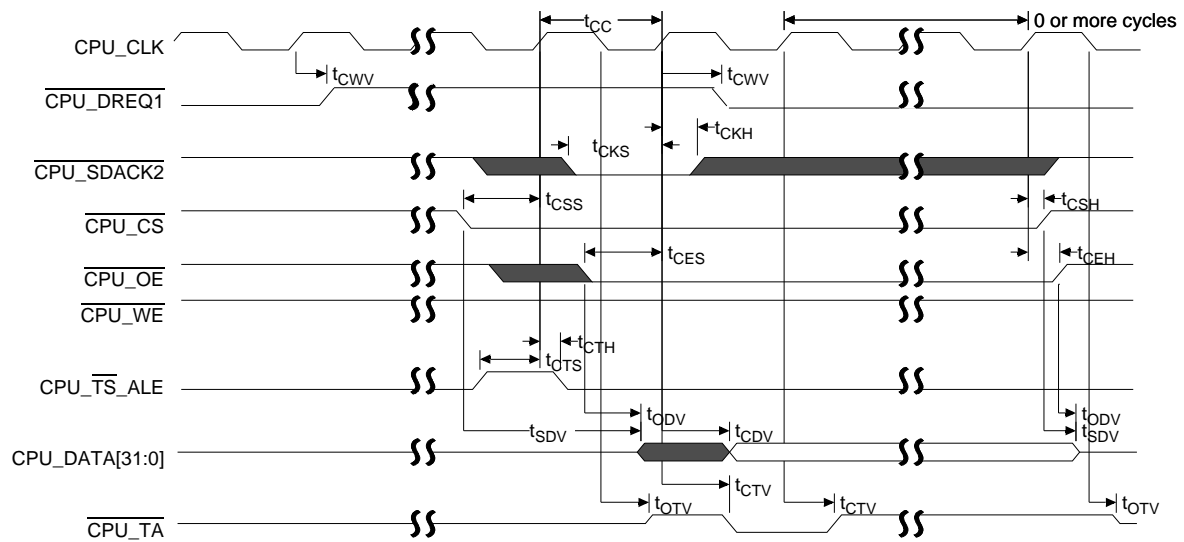 tCC
0 or more cycles
CPU_CLK
tCWV
tCWV
CPU_DREQ1
tCKH
tCKS
CPU_SDACK2
tCSS
tCSH
CPU_CS
tCES
tCEH
CPU_OE
CPU_WE
tCTH
tOTS
CPU_TS_ALE
tODV
tODV
tSDV
tCDV
tSDV
CPU_DATA[31:0]
tCTV
tOTV
tCTV
tOTV
CPU_TA